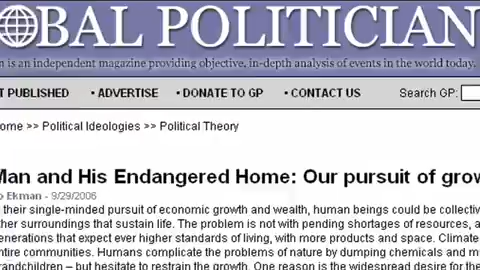 OBAL POLITICIAN
n is an independent magazine providing objective, in-depth analysis of events in the world today.
T PUBLISHED • ADVERTISE • DONATE TO GP • CONTACT US Search GP:
ome >> Political Ideologies >> Political Theory
Man and His Endangered Home: Our pursuit of grow
o Ekman - 9/29/2006
their single-minded pursuit of economic growth and wealth, human beings could be collectiv
ther surroundings that sustain life. The problem is not with pending shortages of resources, a
enerations that expect ever higher standards of living, with more products and space. Climate
ntire communities. Humans complicate the problems of nature by dumping chemicals and m
randchildren – but hesitate to restrain the growth. One reason is the widespread desire for the